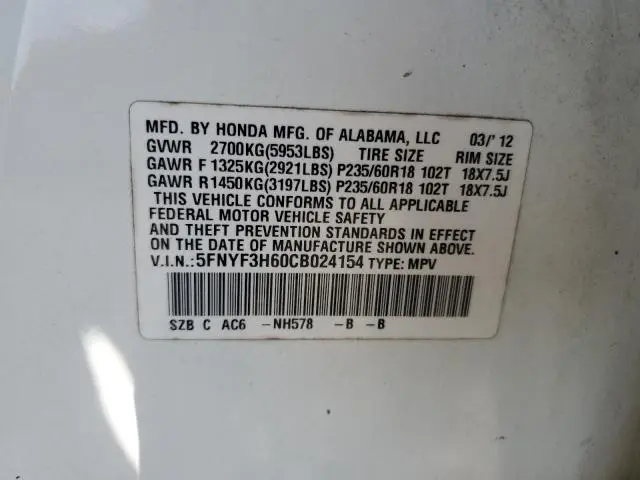 MFD. BY HONDA MFG. OF ALABAMA, LLC 03/' 12
GVWR 2700KG(5953LBS) TIRE SIZE RIM SIZE
GAWR F 1325KG(2921LBS) P235/60R18 102T 18X7.5J
GAWR R 1450KG(3197LBS) P235/60R18 102T 18X7.5J
THIS VEHICLE CONFORMS TO ALL APPLICABLE
FEDERAL MOTOR VEHICLE SAFETY
AND THEFT PREVENTION STANDARDS IN EFFECT
ON THE DATE OF MANUFACTURE SHOWN ABOVE.
V.I.N.:5FNYF3H60CB024154 TYPE: MPV
SZB C AC6 -NH578 -B -B